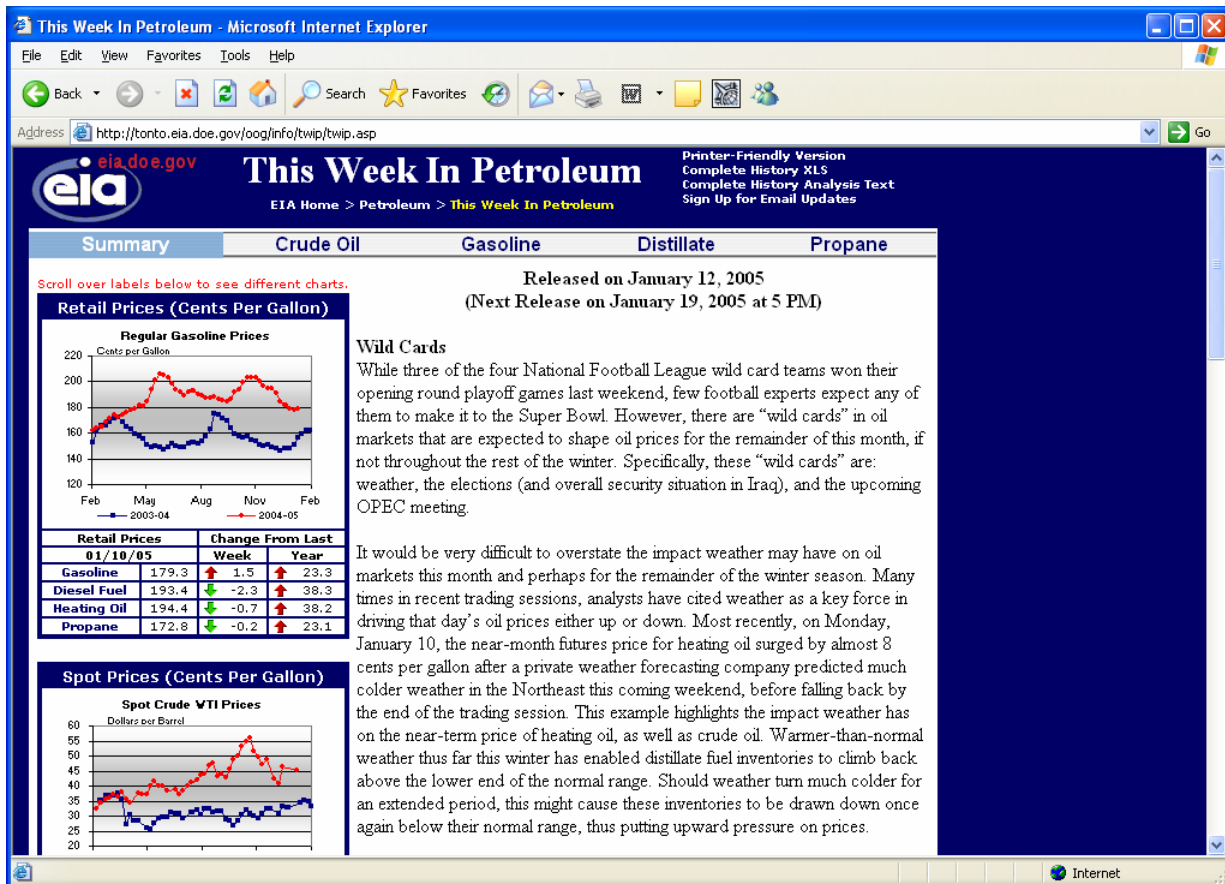 This Week In Petroleum - Microsoft Internet Explorer
File Edit View Favorites Tools Help
Back Search Favorites
Address http://tonto.eia.doe.gov/oog/info/twip/twip.asp Go
eia.doe.gov
eia
This Week In Petroleum
EIA Home > Petroleum > This Week In Petroleum
Printer-Friendly Version
Complete History XLS
Complete History Analysis Text
Sign Up for Email Updates
Summary Crude Oil Gasoline Distillate Propane
Scroll over labels below to see different charts.
Retail Prices (Cents Per Gallon)
Regular Gasoline Prices
Cents per Gallon
220
200
180
160
140
120
Feb May Aug Nov Feb
2003-04 2004-05
Retail Prices Change From Last
01/10/05 Week Year
Gasoline 179.3 1.5 23.3
Diesel Fuel 193.4 -2.3 38.3
Heating Oil 194.4 -0.7 38.2
Propane 172.8 -0.2 23.1
Spot Prices (Cents Per Gallon)
Spot Crude WTI Prices
Dollars per Barrel
60
55
50
45
40
35
30
25
20
Released on January 12, 2005
(Next Release on January 19, 2005 at 5 PM)
Wild Cards
While three of the four National Football League wild card teams won their
opening round playoff games last weekend, few football experts expect any of
them to make it to the Super Bowl. However, there are “wild cards” in oil
markets that are expected to shape oil prices for the remainder of this month, if
not throughout the rest of the winter. Specifically, these “wild cards” are:
weather, the elections (and overall security situation in Iraq), and the upcoming
OPEC meeting.
It would be very difficult to overstate the impact weather may have on oil
markets this month and perhaps for the remainder of the winter season. Many
times in recent trading sessions, analysts have cited weather as a key force in
driving that day’s oil prices either up or down. Most recently, on Monday,
January 10, the near-month futures price for heating oil surged by almost 8
cents per gallon after a private weather forecasting company predicted much
colder weather in the Northeast this coming weekend, before falling back by
the end of the trading session. This example highlights the impact weather has
on the near-term price of heating oil, as well as crude oil. Warmer-than-normal
weather thus far this winter has enabled distillate fuel inventories to climb back
above the lower end of the normal range. Should weather turn much colder for
an extended period, this might cause these inventories to be drawn down once
again below their normal range, thus putting upward pressure on prices.
Internet